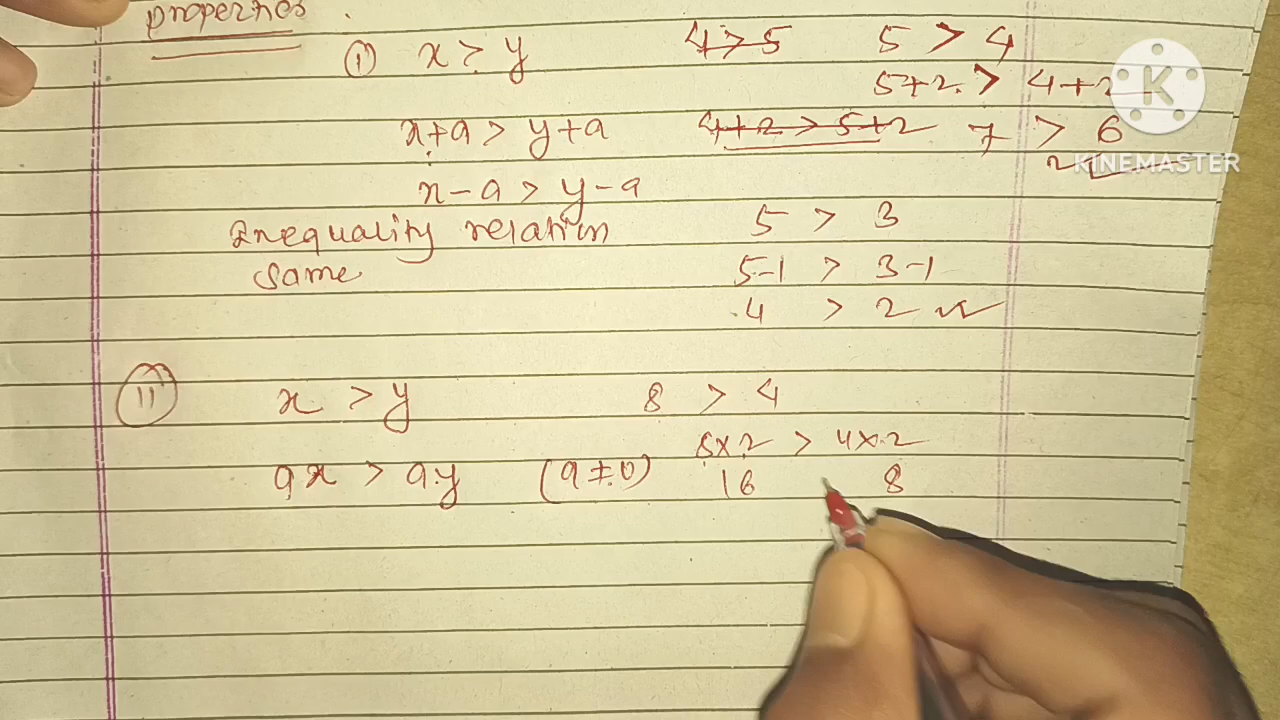 properties .
(i) x > y 4 > 5 5 > 4
5+2 > 4+2
x+a > y+a 4+2 > 5+2 7 > 6
x-a > y-a
Inequality relation 5 > 3
same 5-1 > 3-1
4 > 2
(11) x > y 8 > 4
8×2 > 4×2
ax > ay (a ≠ 0) 16 8
K
KINEMASTER